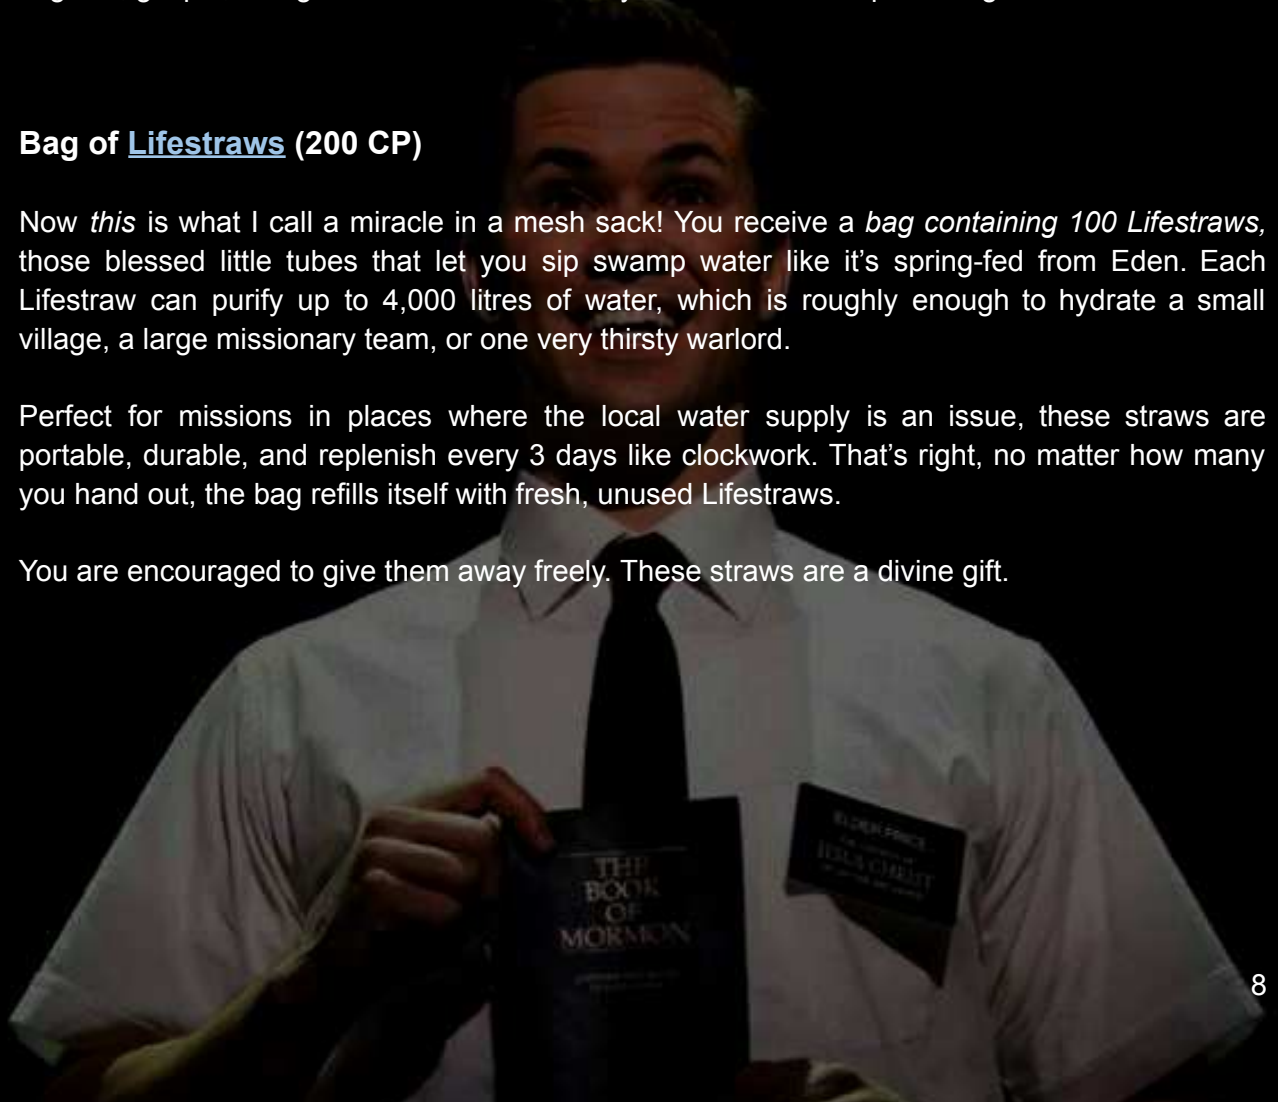 Bag of Lifestraws (200 CP)
Now this is what I call a miracle in a mesh sack! You receive a bag containing 100 Lifestraws,
those blessed little tubes that let you sip swamp water like it’s spring-fed from Eden. Each
Lifestraw can purify up to 4,000 litres of water, which is roughly enough to hydrate a small
village, a large missionary team, or one very thirsty warlord.
Perfect for missions in places where the local water supply is an issue, these straws are
portable, durable, and replenish every 3 days like clockwork. That’s right, no matter how many
you hand out, the bag refills itself with fresh, unused Lifestraws.
You are encouraged to give them away freely. These straws are a divine gift.
ELDER PRICE
JESUS CHRIST
THE
BOOK
OF
MORMON
8